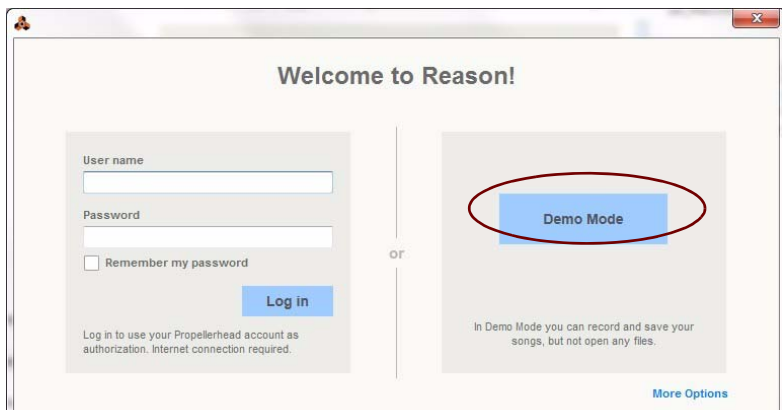 Welcome to Reason!
User name
Password
Remember my password
Log in
Log in to use your Propellerhead account as
authorization. Internet connection required.
or
Demo Mode
In Demo Mode you can record and save your
songs, but not open any files.
More Options